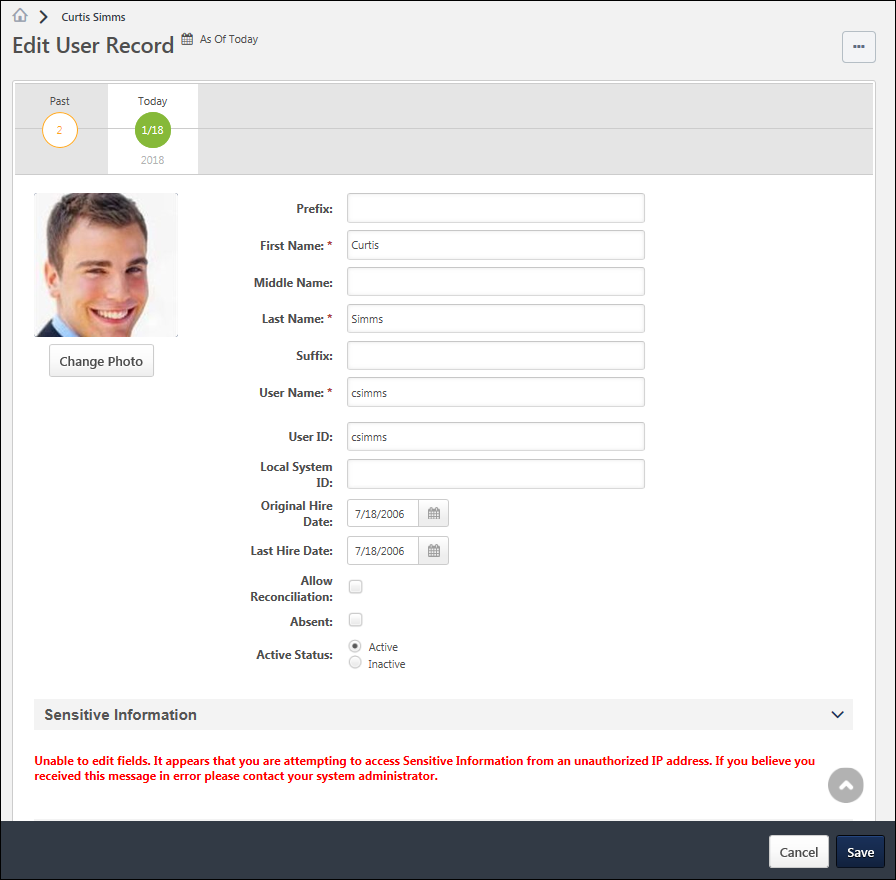 Curtis Simms
Edit User Record As Of Today
...
Past
Today
2
1/18
2018
Change Photo
Prefix:
First Name: * Curtis
Middle Name:
Last Name: * Simms
Suffix:
User Name: * csimms
User ID: csimms
Local System
ID:
Original Hire
Date: 7/18/2006
Last Hire Date: 7/18/2006
Allow
Reconciliation:
Absent:
Active Status:
Active
Inactive
Sensitive Information
Unable to edit fields. It appears that you are attempting to access Sensitive Information from an unauthorized IP address. If you believe you
received this message in error please contact your system administrator.
Cancel Save